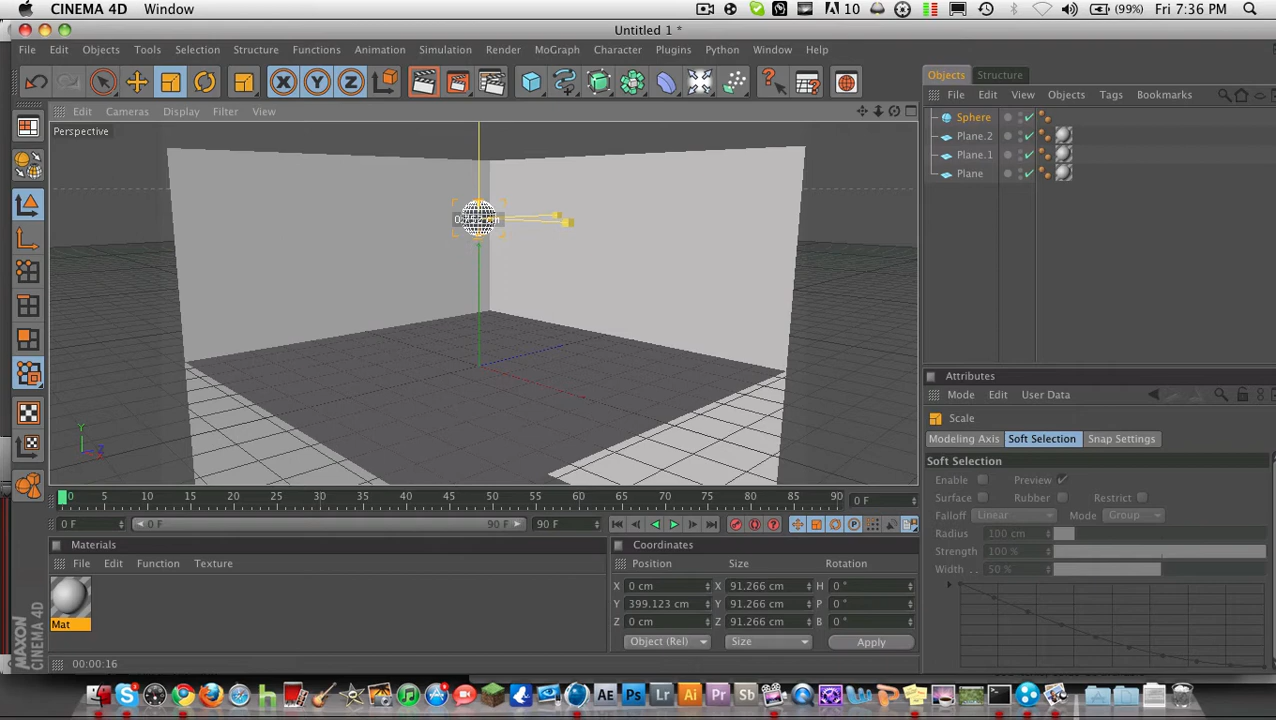 CINEMA 4D Window 10 (99%) Fri 7:36 PM
Untitled 1 *
File Edit Objects Tools Selection Structure Functions Animation Simulation Render MoGraph Character Plugins Python Window Help
X Y Z
Objects Structure
File Edit View Objects Tags Bookmarks
Edit Cameras Display Filter View
Perspective
Sphere
Plane.2
Plane.1
Plane
Y
Z
Attributes
Mode Edit User Data
Scale
Modeling Axis Soft Selection Snap Settings
Soft Selection
Enable Preview
Surface Rubber Restrict
Falloff Linear Mode Group
Radius 100 cm
Strength 100 %
Width . . 50 %
0 5 10 15 20 25 30 35 40 45 50 55 60 65 70 75 80 85 90 0 F
0 F 0 F 90 F 90 F
Materials
File Edit Function Texture
Mat
Coordinates
Position Size Rotation
X 0 cm X 91.266 cm H 0 °
Y 399.123 cm Y 91.266 cm P 0 °
Z 0 cm Z 91.266 cm B 0 °
Object (Rel) Size Apply
MAXON
CINEMA 4D
00:00:16
h Lr Ai Ae Ps Pr Sb